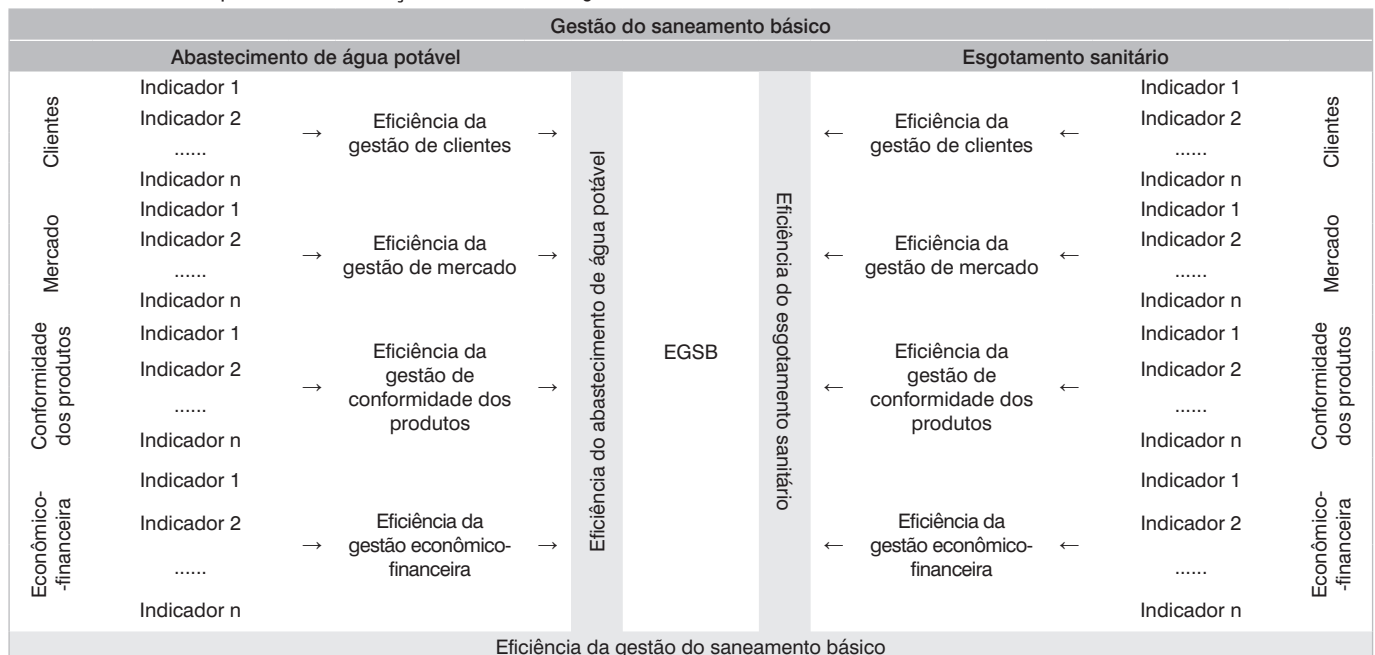 Gestão do saneamento básico
Abastecimento de água potável
Esgotamento sanitário
Clientes
Indicador 1
Indicador 2
......
Indicador n
→
Eficiência da
gestão de clientes
→
Mercado
Indicador 1
Indicador 2
......
Indicador n
→
Eficiência da
gestão de mercado
→
Conformidade
dos produtos
Indicador 1
Indicador 2
......
Indicador n
→
Eficiência da
gestão de
conformidade dos
produtos
→
Econômico-
-financeira
Indicador 1
Indicador 2
......
Indicador n
→
Eficiência da
gestão econômico-
financeira
→
Eficiência do abastecimento de água potável
EGSB
Eficiência do esgotamento sanitário
←
Eficiência da
gestão de clientes
←
Indicador 1
Indicador 2
......
Indicador n
Clientes
←
Eficiência da
gestão de mercado
←
Indicador 1
Indicador 2
......
Indicador n
Mercado
←
Eficiência da
gestão de
conformidade dos
produtos
←
Indicador 1
Indicador 2
......
Indicador n
Conformidade
dos produtos
←
Eficiência da
gestão econômico-
financeira
←
Indicador 1
Indicador 2
......
Indicador n
Econômico-
-financeira
Eficiência da gestão do saneamento básico